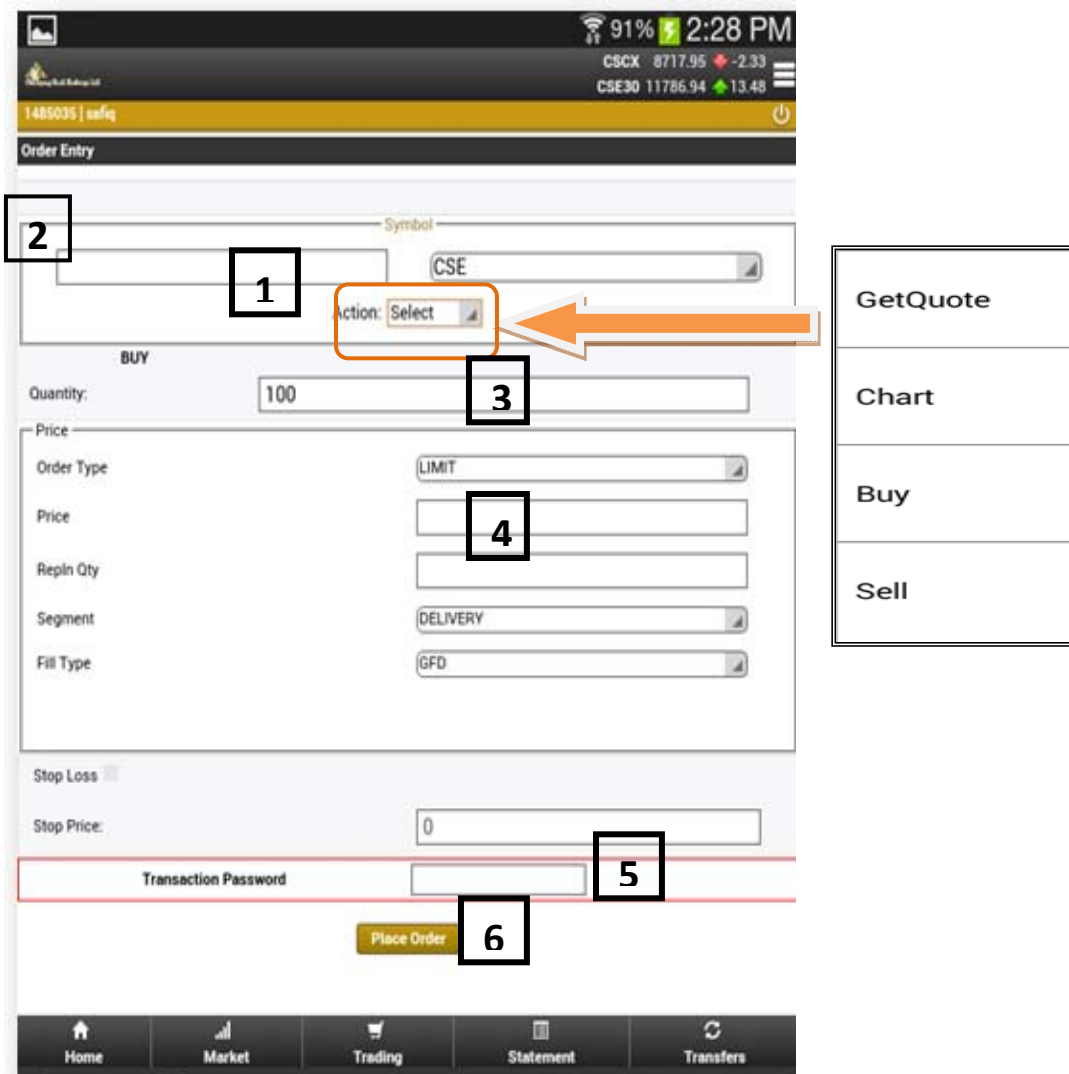 91% 2:28 PM
CSCX 8717.95 -2.33
CSE30 11786.94 13.48
1485035 | safiq
Order Entry
2
Symbol
CSE
1
Action: Select
GetQuote
Chart
Buy
Sell
BUY
Quantity: 100
3
Price
Order Type LIMIT
Price
4
Repln Qty
Segment DELIVERY
Fill Type GFD
Stop Loss
Stop Price: 0
Transaction Password
5
Place Order
6
Home Market Trading Statement Transfers